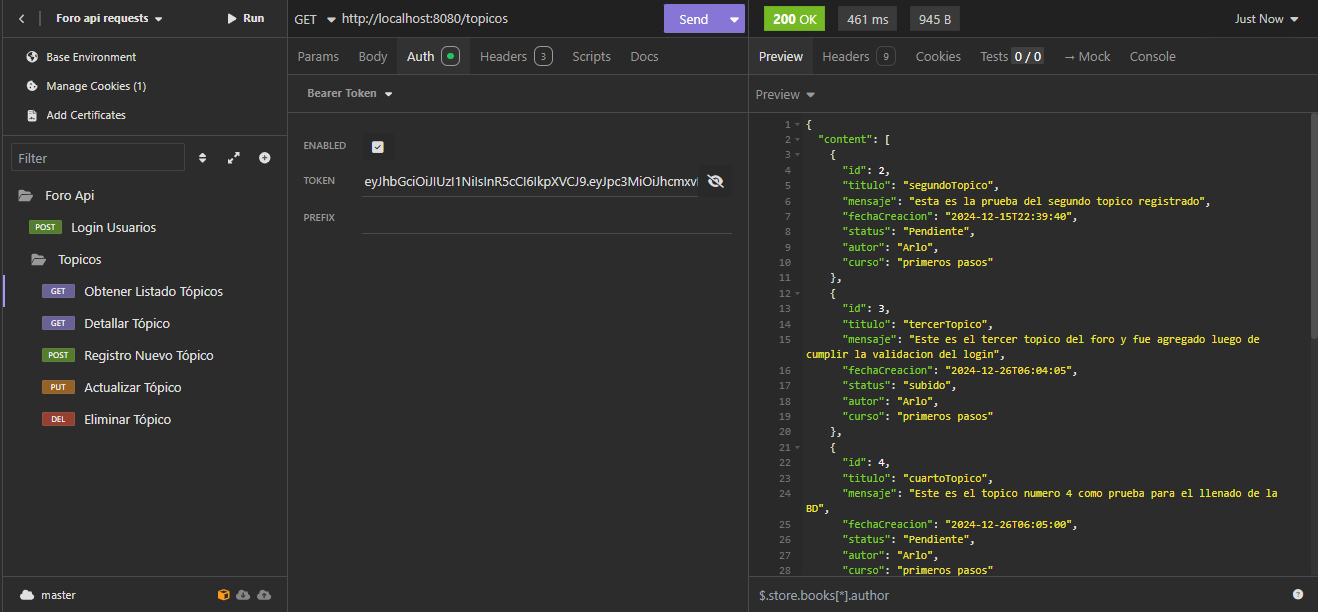 Foro api requests
Run
Base Environment
Manage Cookies (1)
Add Certificates
Filter
Foro Api
POST Login Usuarios
Topicos
GET Obtener Listado Tópicos
GET Detallar Tópico
POST Registro Nuevo Tópico
PUT Actualizar Tópico
DEL Eliminar Tópico
master
GET http://localhost:8080/topicos
Send
Params Body Auth Headers 3 Scripts Docs
Bearer Token
ENABLED
TOKEN eyJhbGciOiJIUzI1NiIsInR5cCI6IkpXVCJ9.eyJpc3MiOiJhcmxv
PREFIX
200 OK 461 ms 945 B Just Now
Preview Headers 9 Cookies Tests 0 / 0 → Mock Console
Preview
1 {
2 "content": [
3 {
4 "id": 2,
5 "titulo": "segundoTopico",
6 "mensaje": "esta es la prueba del segundo topico registrado",
7 "fechaCreacion": "2024-12-15T22:39:40",
8 "status": "Pendiente",
9 "autor": "Arlo",
10 "curso": "primeros pasos"
11 },
12 {
13 "id": 3,
14 "titulo": "tercerTopico",
15 "mensaje": "Este es el tercer topico del foro y fue agregado luego de
cumplir la validacion del login",
16 "fechaCreacion": "2024-12-26T06:04:05",
17 "status": "subido",
18 "autor": "Arlo",
19 "curso": "primeros pasos"
20 },
21 {
22 "id": 4,
23 "titulo": "cuartoTopico",
24 "mensaje": "Este es el topico numero 4 como prueba para el llenado de la
BD",
25 "fechaCreacion": "2024-12-26T06:05:00",
26 "status": "Pendiente",
27 "autor": "Arlo",
28 "curso": "primeros pasos"
$.store.books[*].author